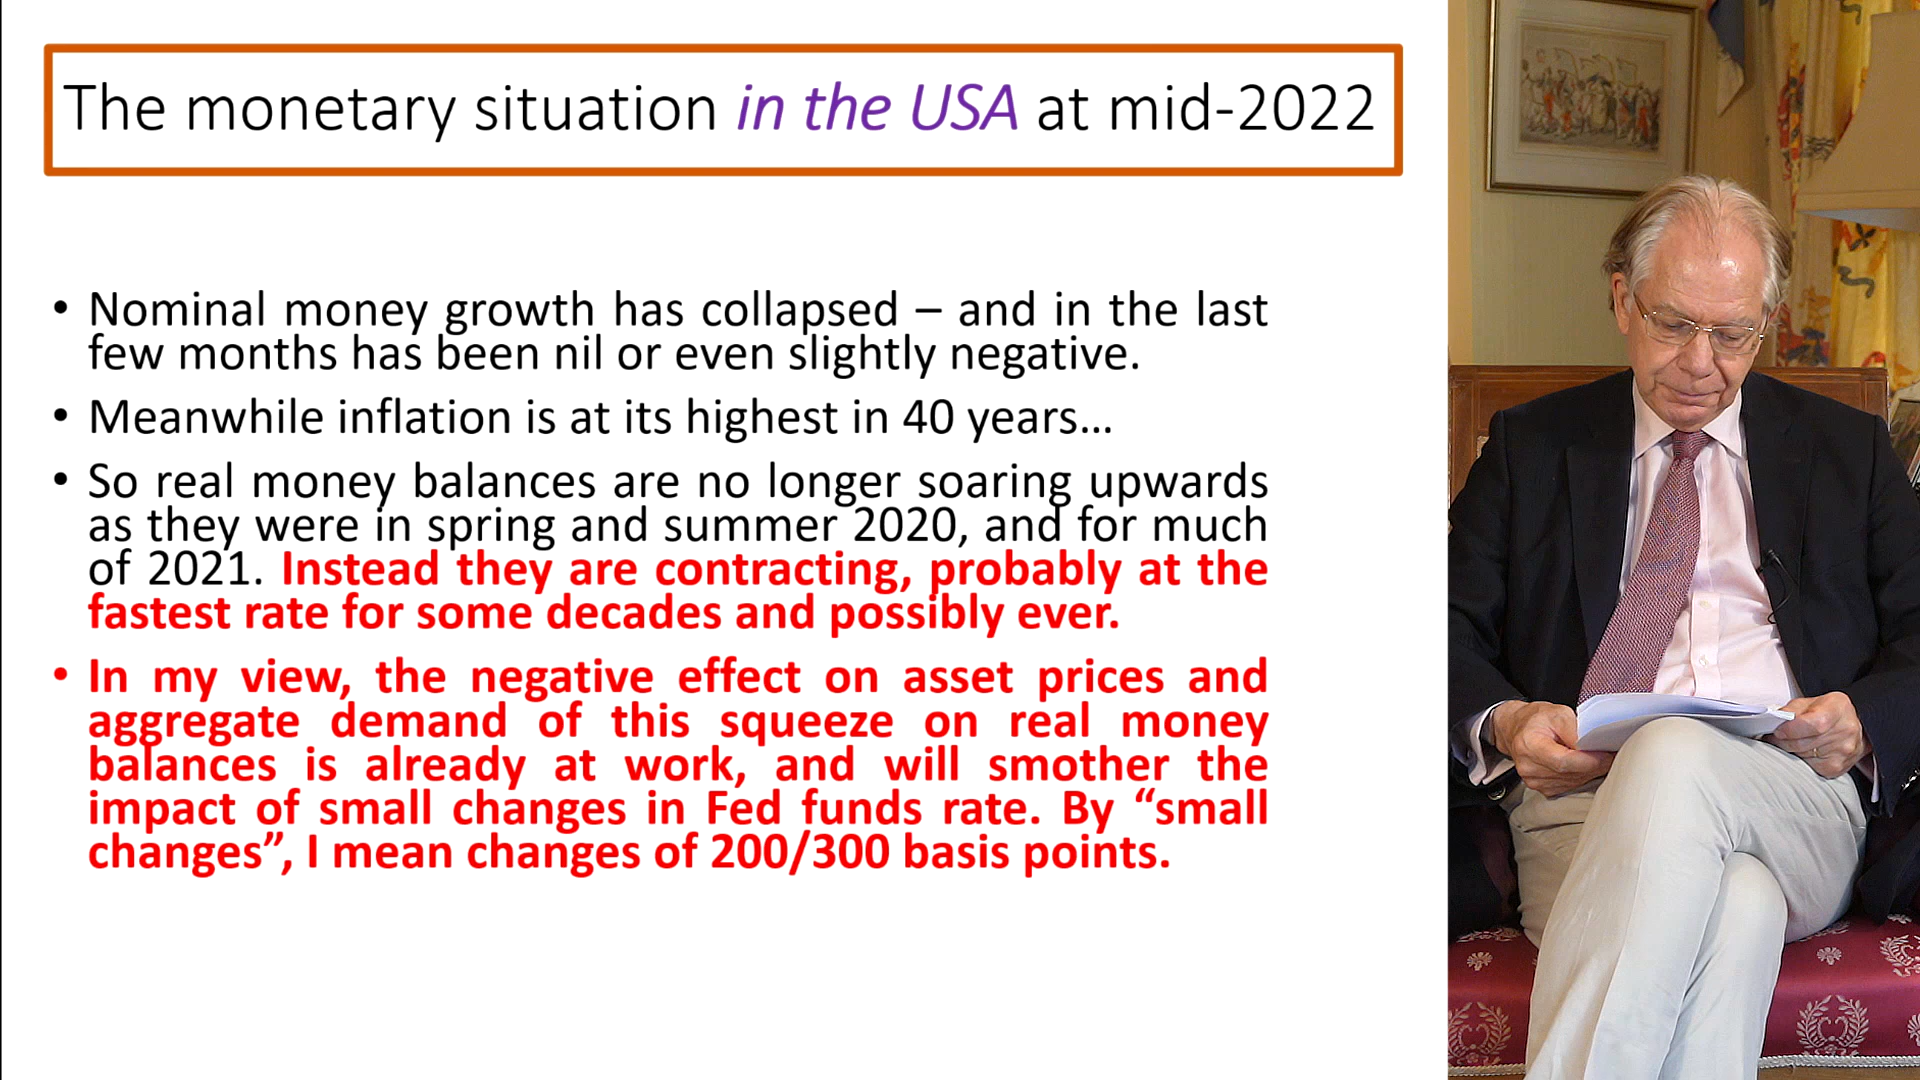 The monetary situation in the USA at mid-2022
• Nominal money growth has collapsed – and in the last
few months has been nil or even slightly negative.
• Meanwhile inflation is at its highest in 40 years…
• So real money balances are no longer soaring upwards
as they were in spring and summer 2020, and for much
of 2021. Instead they are contracting, probably at the
fastest rate for some decades and possibly ever.
• In my view, the negative effect on asset prices and
aggregate demand of this squeeze on real money
balances is already at work, and will smother the
impact of small changes in Fed funds rate. By “small
changes”, I mean changes of 200/300 basis points.